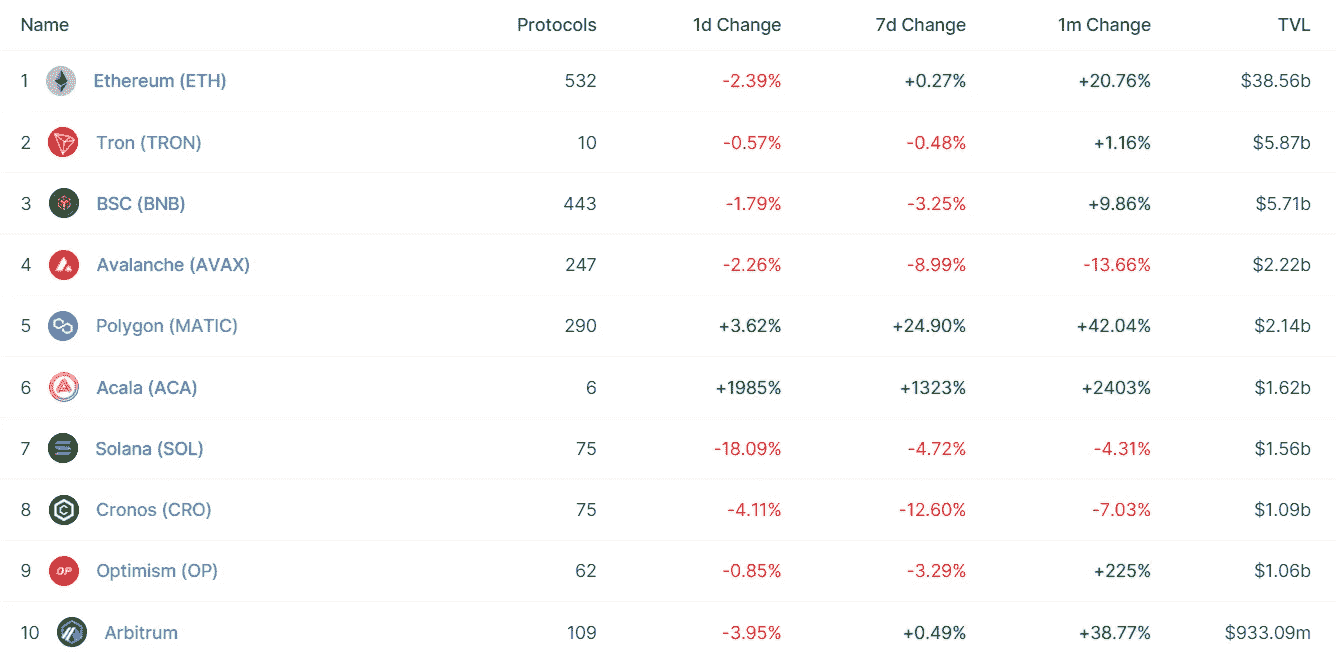 Name Protocols 1d Change 7d Change 1m Change TVL
1 Ethereum (ETH) 532 -2.39% +0.27% +20.76% $38.56b
2 Tron (TRON) 10 -0.57% -0.48% +1.16% $5.87b
3 BSC (BNB) 443 -1.79% -3.25% +9.86% $5.71b
4 Avalanche (AVAX) 247 -2.26% -8.99% -13.66% $2.22b
5 Polygon (MATIC) 290 +3.62% +24.90% +42.04% $2.14b
6 Acala (ACA) 6 +1985% +1323% +2403% $1.62b
7 Solana (SOL) 75 -18.09% -4.72% -4.31% $1.56b
8 Cronos (CRO) 75 -4.11% -12.60% -7.03% $1.09b
9 OP Optimism (OP) 62 -0.85% -3.29% +225% $1.06b
10 Arbitrum 109 -3.95% +0.49% +38.77% $933.09m